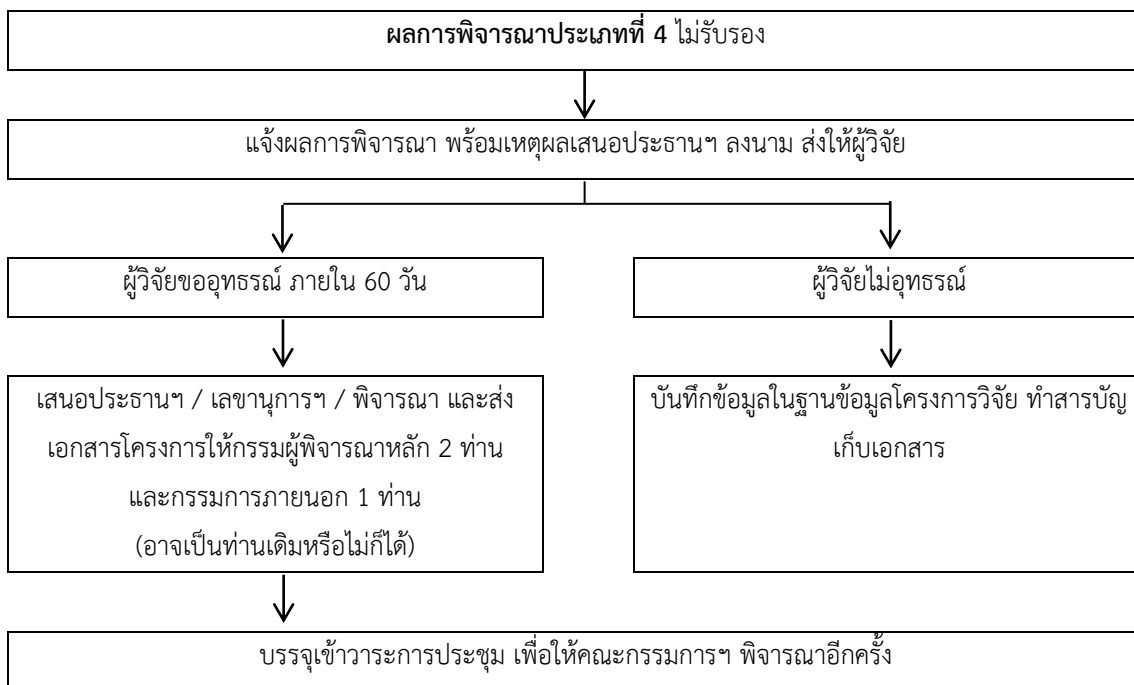 ผลการพิจารณาประเภทที่ 4 ไม่รับรอง
แจ้งผลการพิจารณา พร้อมเหตุผลเสนอประธานฯ ลงนาม ส่งให้ผู้วิจัย
ผู้วิจัยขออุทธรณ์ ภายใน 60 วัน
ผู้วิจัยไม่อุทธรณ์
เสนอประธานฯ / เลขานุการฯ / พิจารณา และส่ง
เอกสารโครงการให้กรรมผู้พิจารณาหลัก 2 ท่าน
และกรรมการภายนอก 1 ท่าน
(อาจเป็นท่านเดิมหรือไม่ก็ได้)
บันทึกข้อมูลในฐานข้อมูลโครงการวิจัย ทำสารบัญ
เก็บเอกสาร
บรรจุเข้าวาระการประชุม เพื่อให้คณะกรรมการฯ พิจารณาอีกครั้ง